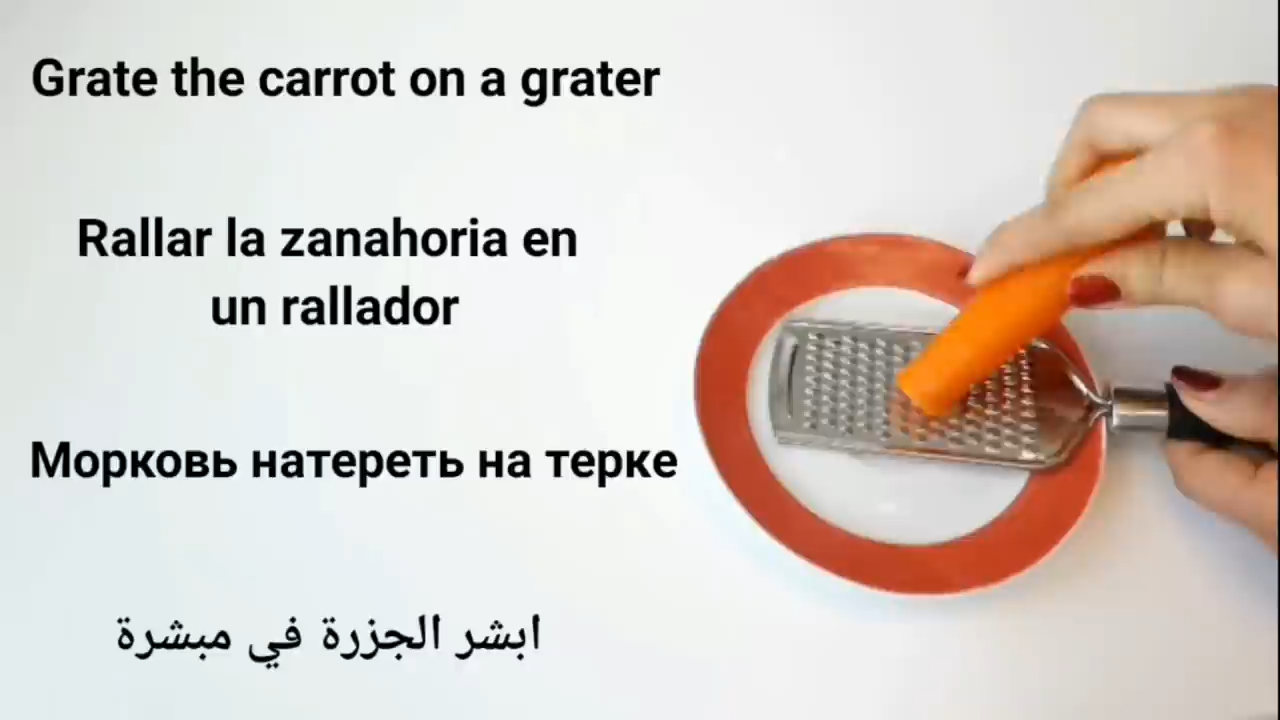 Grate the carrot on a grater
Rallar la zanahoria en
un rallador
Морковь натереть на терке
ابشر الجزرة في مبشرة